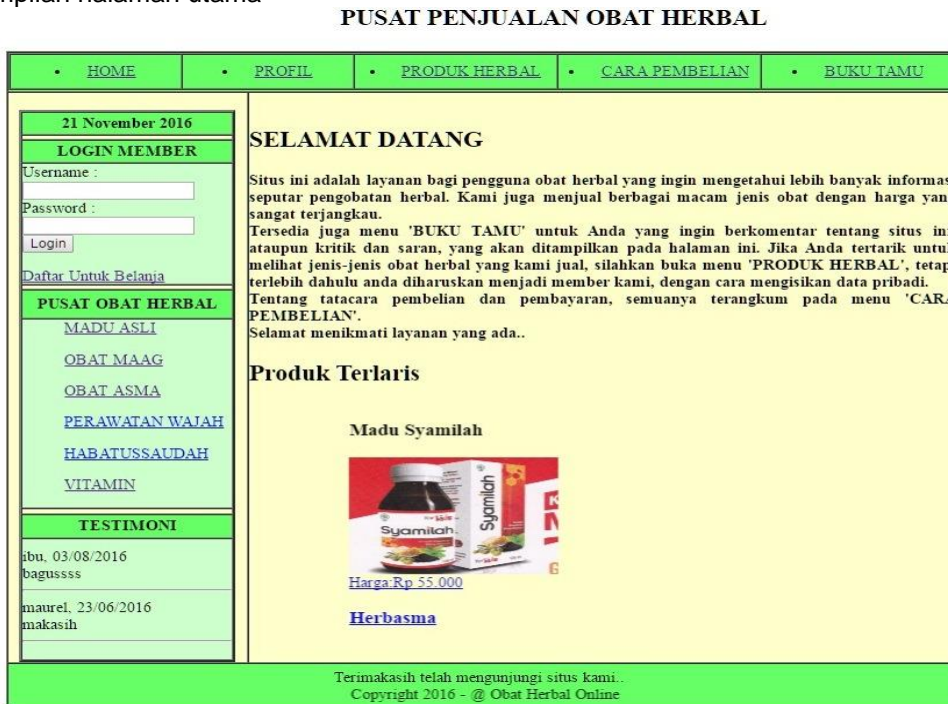 halaman utama
PUSAT PENJUALAN OBAT HERBAL
• HOME • PROFIL • PRODUK HERBAL • CARA PEMBELIAN • BUKU TAMU
21 November 2016
LOGIN MEMBER
Username :
Password :
Login
Daftar Untuk Belanja
PUSAT OBAT HERBAL
MADU ASLI
OBAT MAAG
OBAT ASMA
PERAWATAN WAJAH
HABATUSSAUDAH
VITAMIN
TESTIMONI
ibu, 03/08/2016
bagussss
maurel, 23/06/2016
makasih
SELAMAT DATANG
Situs ini adalah layanan bagi pengguna obat herbal yang ingin mengetahui lebih banyak informas
seputar pengobatan herbal. Kami juga menjual berbagai macam jenis obat dengan harga yan
sangat terjangkau.
Tersedia juga menu 'BUKU TAMU' untuk Anda yang ingin berkomentar tentang situs in
ataupun kritik dan saran, yang akan ditampilkan pada halaman ini. Jika Anda tertarik untu
melihat jenis-jenis obat herbal yang kami jual, silahkan buka menu 'PRODUK HERBAL', tetap
terlebih dahulu anda diharuskan menjadi member kami, dengan cara mengisikan data pribadi.
Tentang tatacara pembelian dan pembayaran, semuanya terangkum pada menu 'CARA
PEMBELIAN'.
Selamat menikmati layanan yang ada..
Produk Terlaris
Madu Syamilah
Syamilah
Syamilah
Harga:Rp 55.000
Herbasma
Terimakasih telah mengunjungi situs kami..
Copyright 2016 - @ Obat Herbal Online